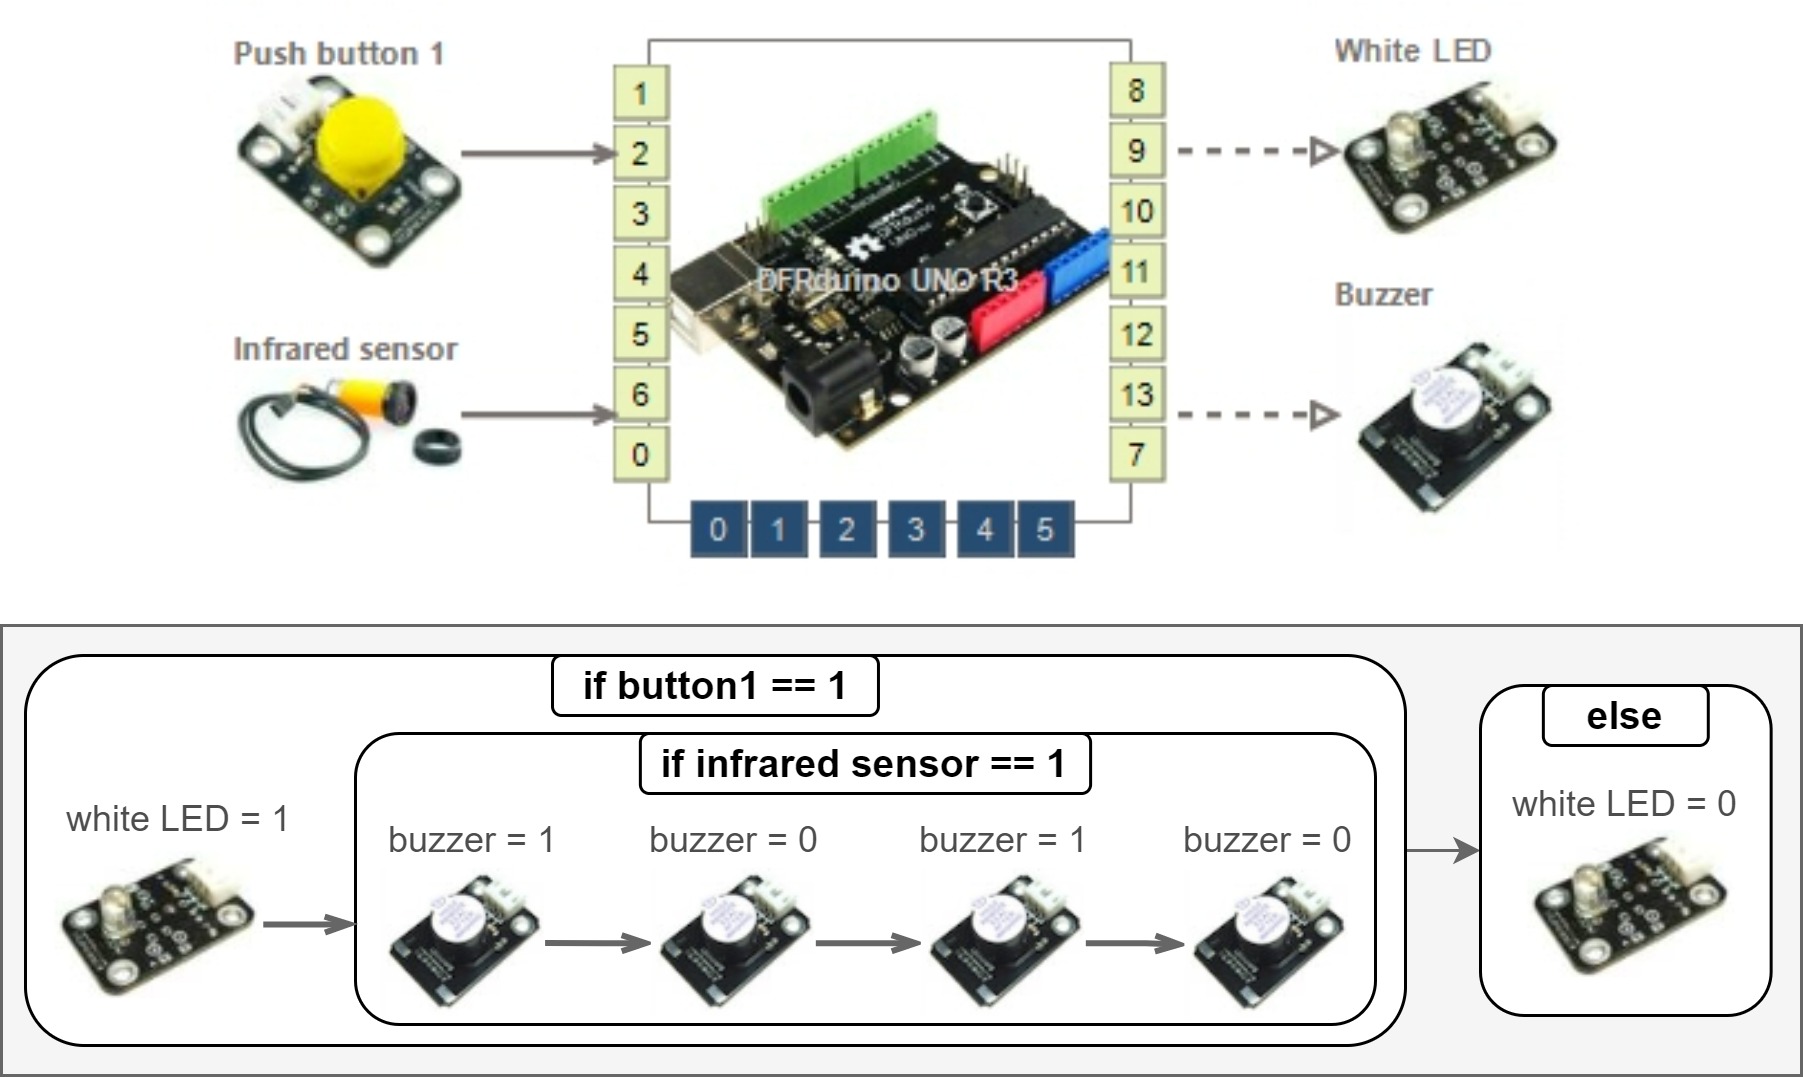 Push button 1
White LED
1
2
3
4
5
6
0
8
9
10
11
12
13
7
DFRduino UNO R3
Infrared sensor
Buzzer
0 1 2 3 4 5
if button1 == 1
if infrared sensor == 1
else
white LED = 1
buzzer = 1
buzzer = 0
buzzer = 1
buzzer = 0
white LED = 0